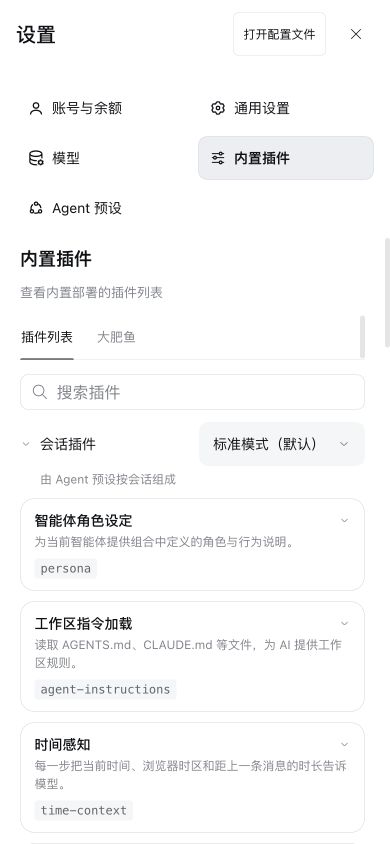 设置
打开配置文件
账号与余额
通用设置
模型
内置插件
Agent 预设
内置插件
查看内置部署的插件列表
插件列表
大肥鱼
搜索插件
会话插件
标准模式（默认）
由 Agent 预设按会话组成
智能体角色设定
为当前智能体提供组合中定义的角色与行为说明。
persona
工作区指令加载
读取 AGENTS.md、CLAUDE.md 等文件，为 AI 提供工作
区规则。
agent-instructions
时间感知
每一步把当前时间、浏览器时区和距上一条消息的时长告诉
模型。
time-context